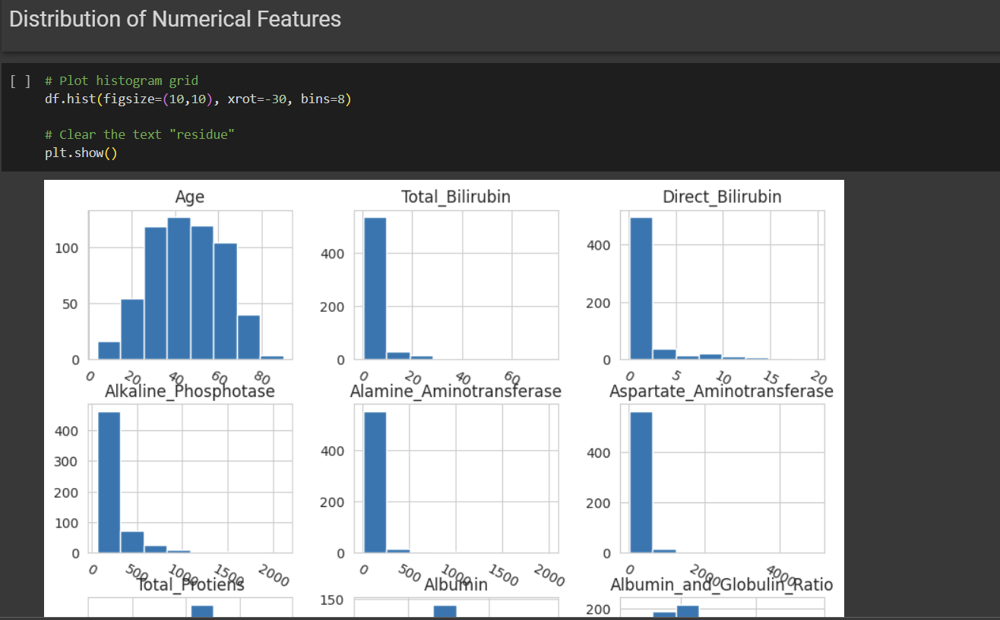 Distribution of Numerical Features
[ ] # Plot histogram grid
df.hist(figsize=(10,10), xrot=-30, bins=8)
# Clear the text "residue"
plt.show()
Age
Total_Bilirubin
Direct_Bilirubin
100
50
0
400
200
0
400
200
0
0 20 40 60 80
0 20 40 60
0 5 10 15 20
Alkaline_Phosphotase
Alamine_Aminotransferase
Aspartate_Aminotransferase
400
300
200
100
0
400
200
0
400
200
0
0 500 1000 1500 2000
0 500 1000 1500 2000
0 2000 4000
Total_Protiens
Albumin
Albumin_and_Globulin_Ratio
150
200